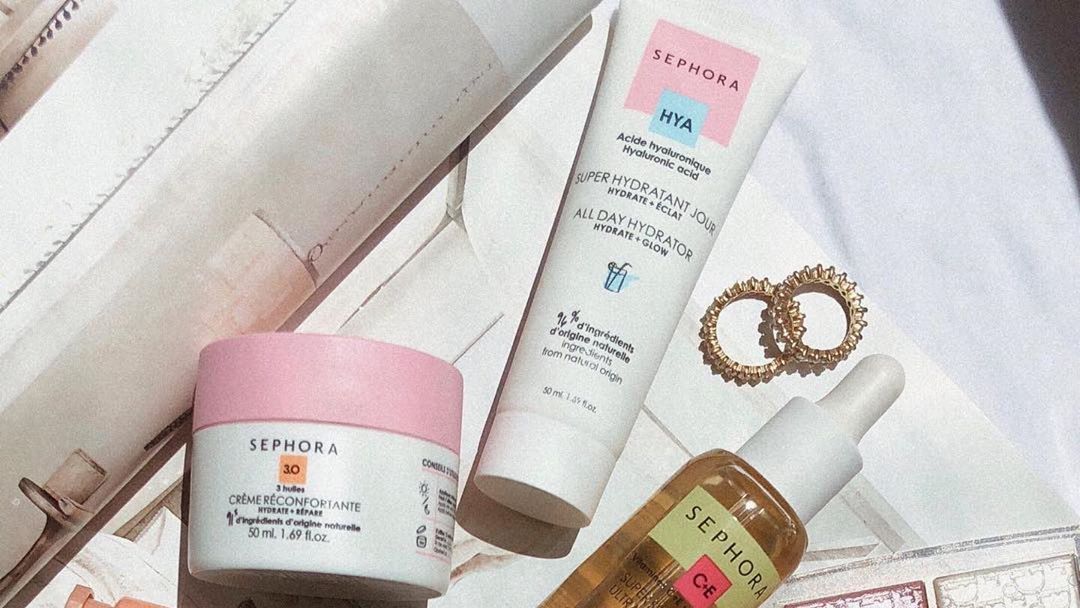 SEPHORA
HYA
Acide hyaluronique
Hyaluronic acid
SUPER HYDRATANT JOUR
HYDRATE + ÉCLAT
ALL DAY HYDRATOR
HYDRATE + GLOW
96% d'ingrédients
d'origine naturelle
ingredients
from natural origin
50 ml. 1.69 fl.oz.
SEPHORA
3.O
3 huiles
CRÈME RÉCONFORTANTE
HYDRATE + RÉPARE
d'ingrédients d'origine naturelle
50 ml. 1.69 fl.oz.
CONSEILS
SEPHORA
C+E